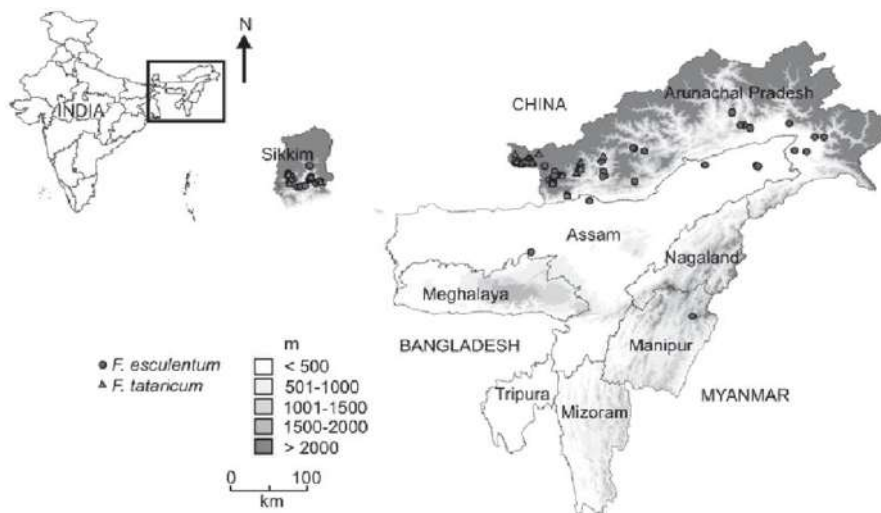 N
INDIA
CHINA
Arunachal Pradesh
Sikkim
Assam
Nagaland
Meghalaya
BANGLADESH
Manipur
MYANMAR
Tripura
Mizoram
F. esculentum
F. tataricum
m
< 500
501-1000
1001-1500
1500-2000
> 2000
0 100
km